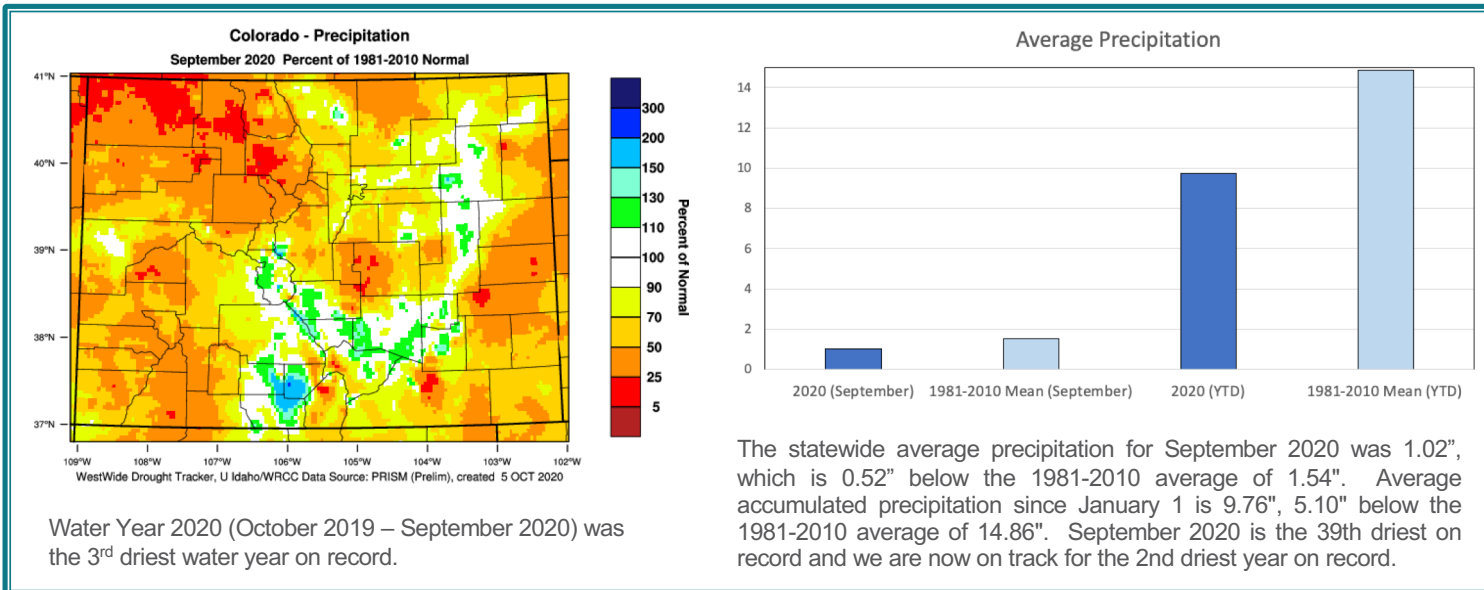 Colorado - Precipitation
September 2020 Percent of 1981-2010 Normal
41°N
40°N
39°N
38°N
37°N
109°W 108°W 107°W 106°W 105°W 104°W 103°W 102°W
300
200
150
130
110
100
90
70
50
25
5
Percent of Normal
WestWide Drought Tracker, U Idaho/WRCC Data Source: PRISM (Prelim), created 5 OCT 2020
Water Year 2020 (October 2019 – September 2020) was
the 3rd driest water year on record.
Average Precipitation
14
12
10
8
6
4
2
0
2020 (September) 1981-2010 Mean (September) 2020 (YTD) 1981-2010 Mean (YTD)
The statewide average precipitation for September 2020 was 1.02”,
which is 0.52” below the 1981-2010 average of 1.54". Average
accumulated precipitation since January 1 is 9.76", 5.10" below the
1981-2010 average of 14.86". September 2020 is the 39th driest on
record and we are now on track for the 2nd driest year on record.